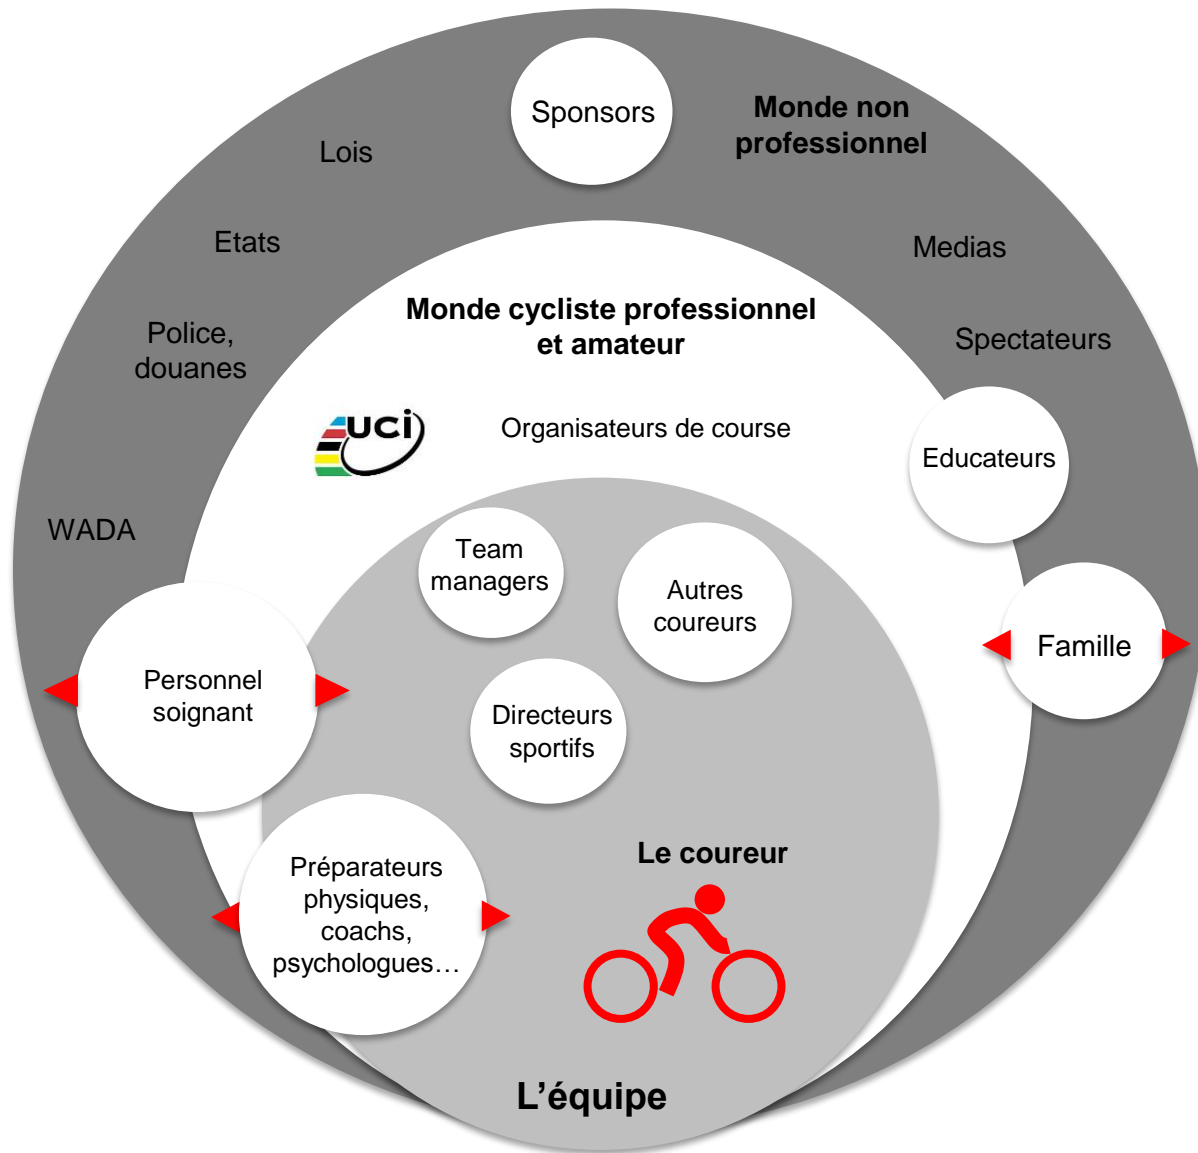 Sponsors
Monde non
professionnel
Lois
Etats
Medias
Police,
douanes
Spectateurs
Monde cycliste professionnel
et amateur
UCi
Organisateurs de course
Educateurs
WADA
Team
managers
Autres
coureurs
Famille
Personnel
soignant
Directeurs
sportifs
Préparateurs
physiques,
coachs,
psychologues…
Le coureur
L’équipe